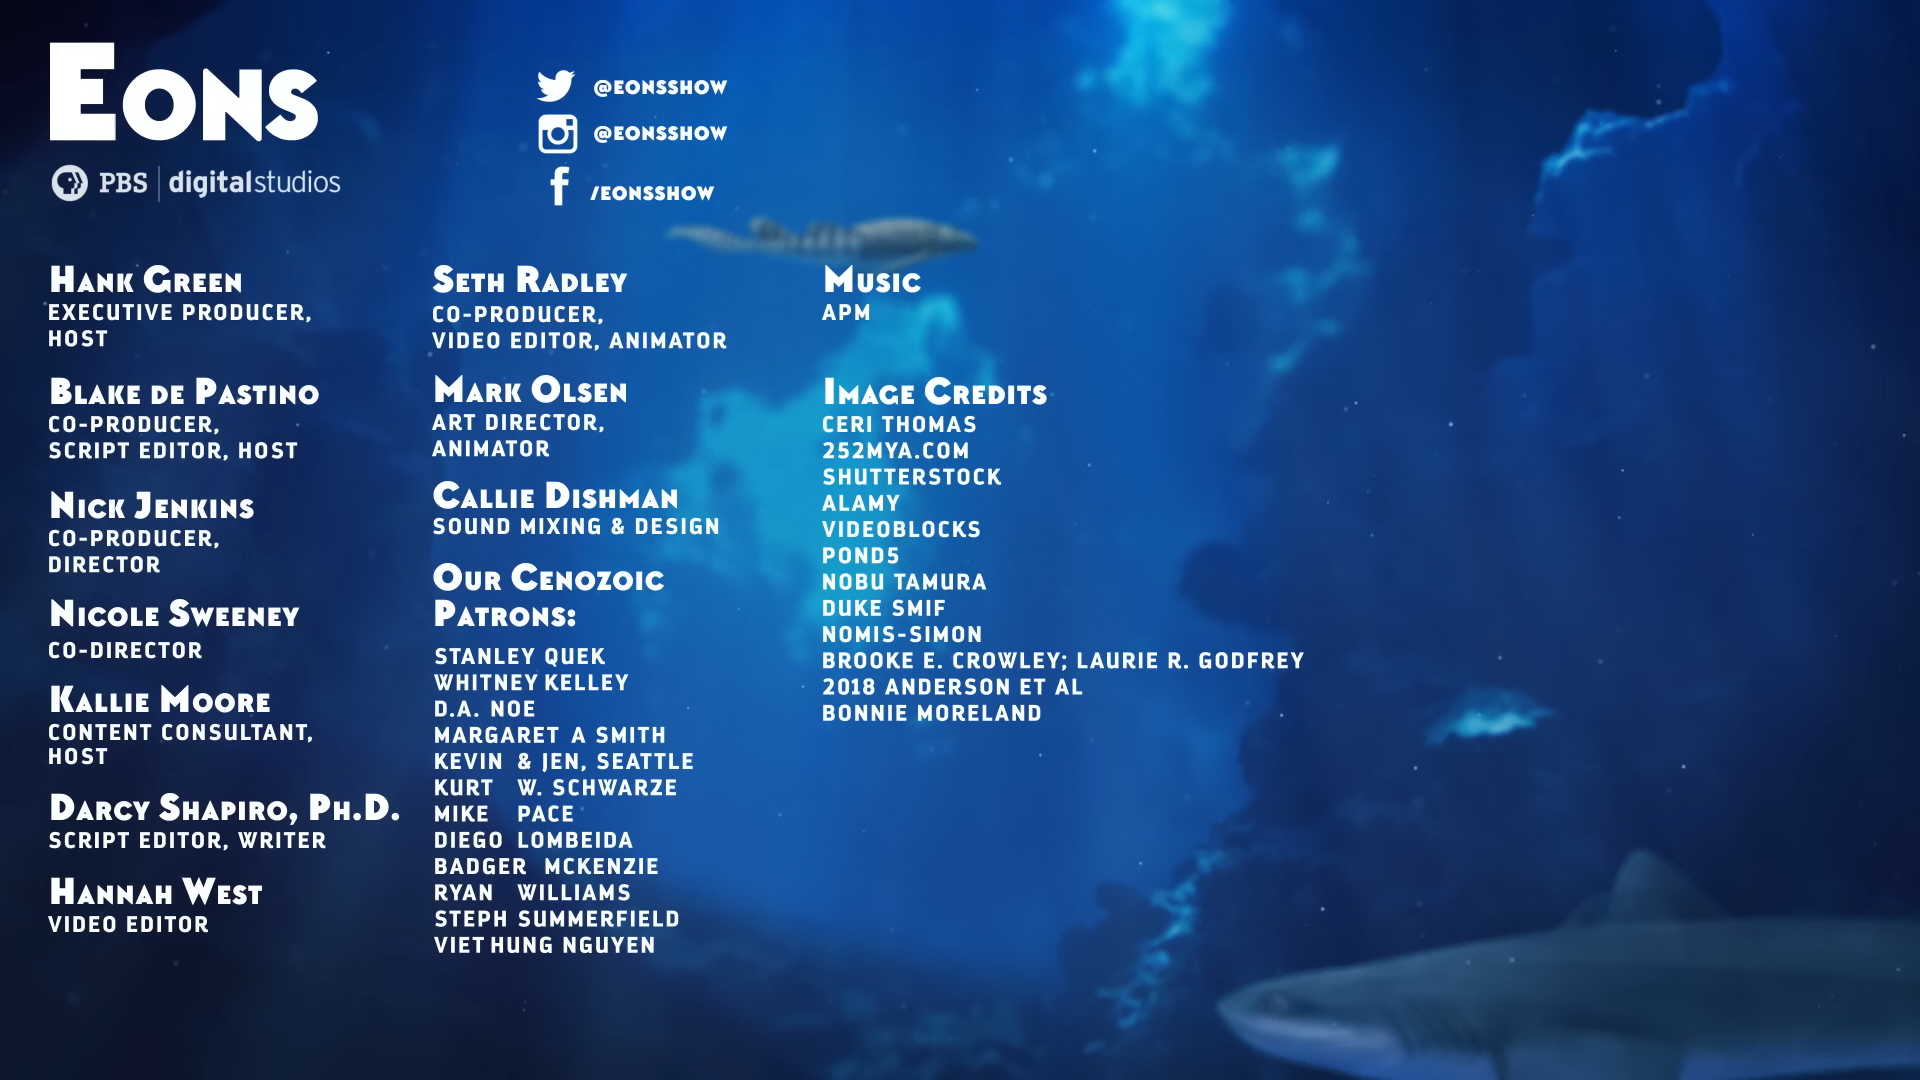 EONS
PBS | digitalstudios
@EONSSHOW
@EONSSHOW
/EONSSHOW
HANK GREEN
EXECUTIVE PRODUCER,
HOST
BLAKE DE PASTINO
CO-PRODUCER,
SCRIPT EDITOR, HOST
NICK JENKINS
CO-PRODUCER,
DIRECTOR
NICOLE SWEENEY
CO-DIRECTOR
KALLIE MOORE
CONTENT CONSULTANT,
HOST
DARCY SHAPIRO, PH.D.
SCRIPT EDITOR, WRITER
HANNAH WEST
VIDEO EDITOR
SETH RADLEY
CO-PRODUCER,
VIDEO EDITOR, ANIMATOR
MARK OLSEN
ART DIRECTOR,
ANIMATOR
CALLIE DISHMAN
SOUND MIXING & DESIGN
OUR CENOZOIC
PATRONS:
STANLEY QUEK
WHITNEY KELLEY
D.A. NOE
MARGARET A SMITH
KEVIN & JEN, SEATTLE
KURT W. SCHWARZE
MIKE PACE
DIEGO LOMBEIDA
BADGER MCKENZIE
RYAN WILLIAMS
STEPH SUMMERFIELD
VIET HUNG NGUYEN
MUSIC
APM
IMAGE CREDITS
CERI THOMAS
252MYA.COM
SHUTTERSTOCK
ALAMY
VIDEOBLOCKS
POND5
NOBU TAMURA
DUKE SMIF
NOMIS-SIMON
BROOKE E. CROWLEY; LAURIE R. GODFREY
2018 ANDERSON ET AL
BONNIE MORELAND